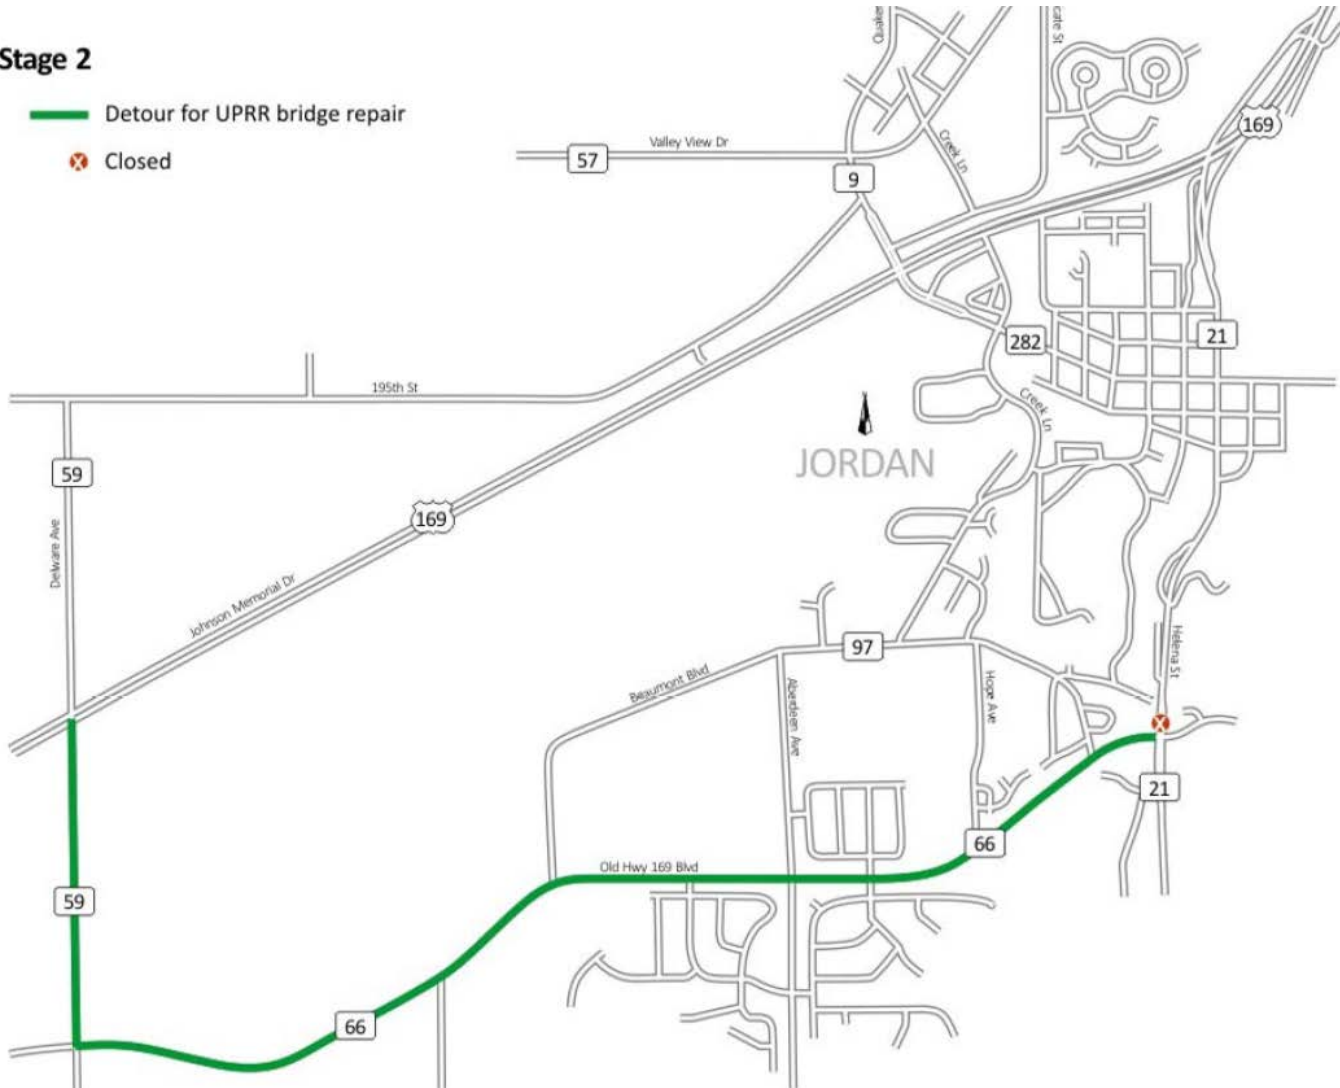 Stage 2
Detour for UPRR bridge repair
Closed
169
Valley View Dr
57
Creek Ln
9
282
21
195th St
Creek Ln
JORDAN
59
169
Delware Ave
Johnson Memorial Dr
97
Helena St
Beaumont Blvd
Aberdeen Ave
Hope Ave
21
66
Old Hwy 169 Blvd
59
66